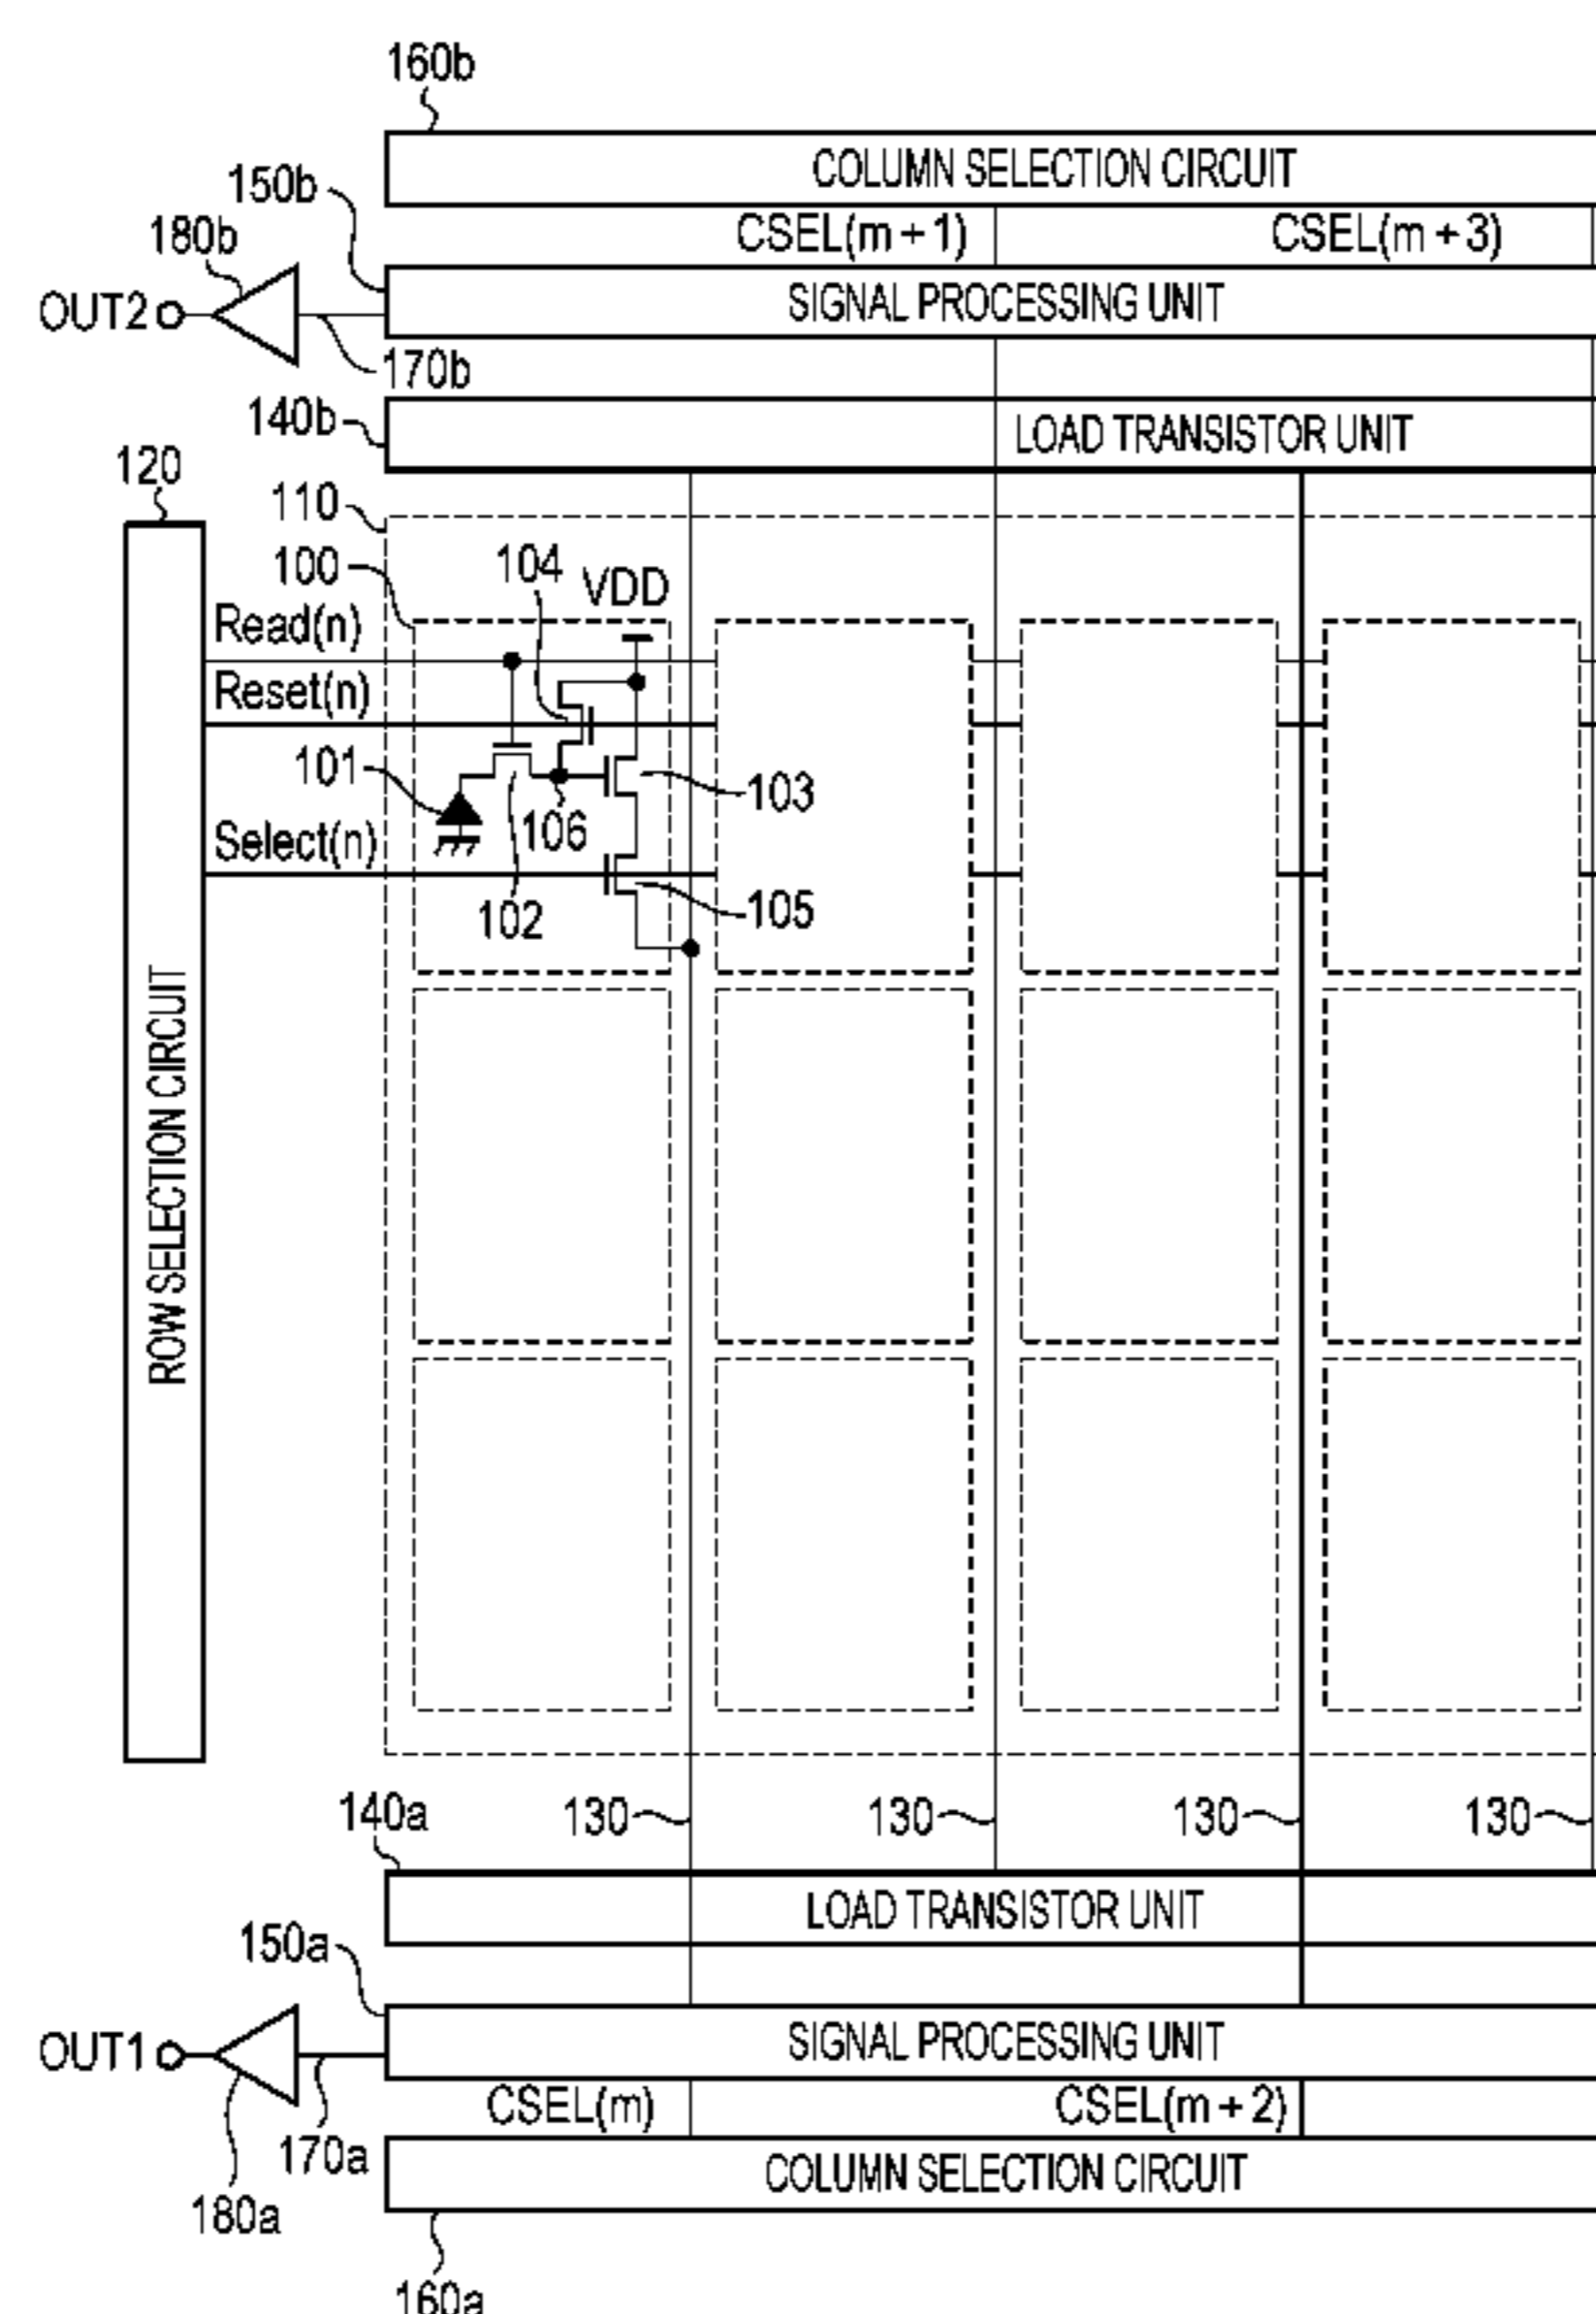 160b
COLUMN SELECTION CIRCUIT
150b
CSEL(m + 1)
CSEL(m + 3)
180b
SIGNAL PROCESSING UNIT
OUT2
170b
140b
LOAD TRANSISTOR UNIT
120
110
100
104
VDD
Read(n)
Reset(n)
101
103
106
Select(n)
102
105
ROW SELECTION CIRCUIT
140a
130
130
130
130
LOAD TRANSISTOR UNIT
150a
SIGNAL PROCESSING UNIT
OUT1
CSEL(m)
CSEL(m + 2)
170a
COLUMN SELECTION CIRCUIT
180a
160a